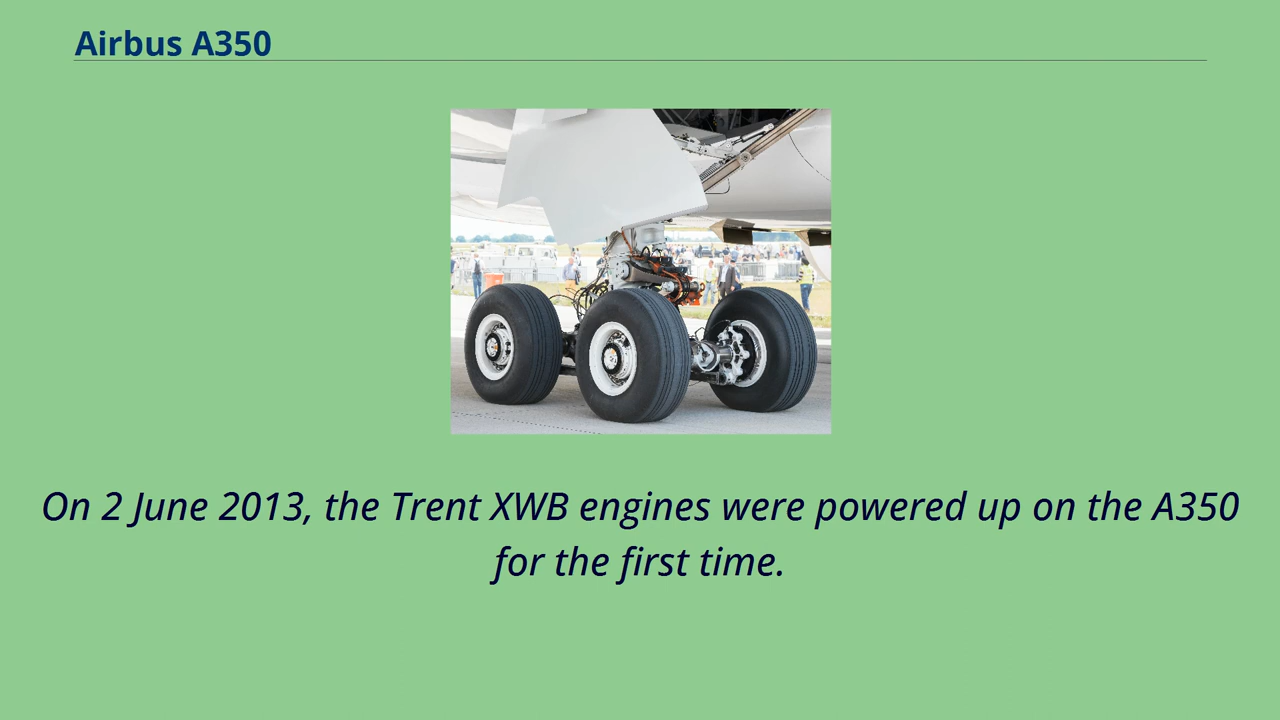 Airbus A350
On 2 June 2013, the Trent XWB engines were powered up on the A350
for the first time.